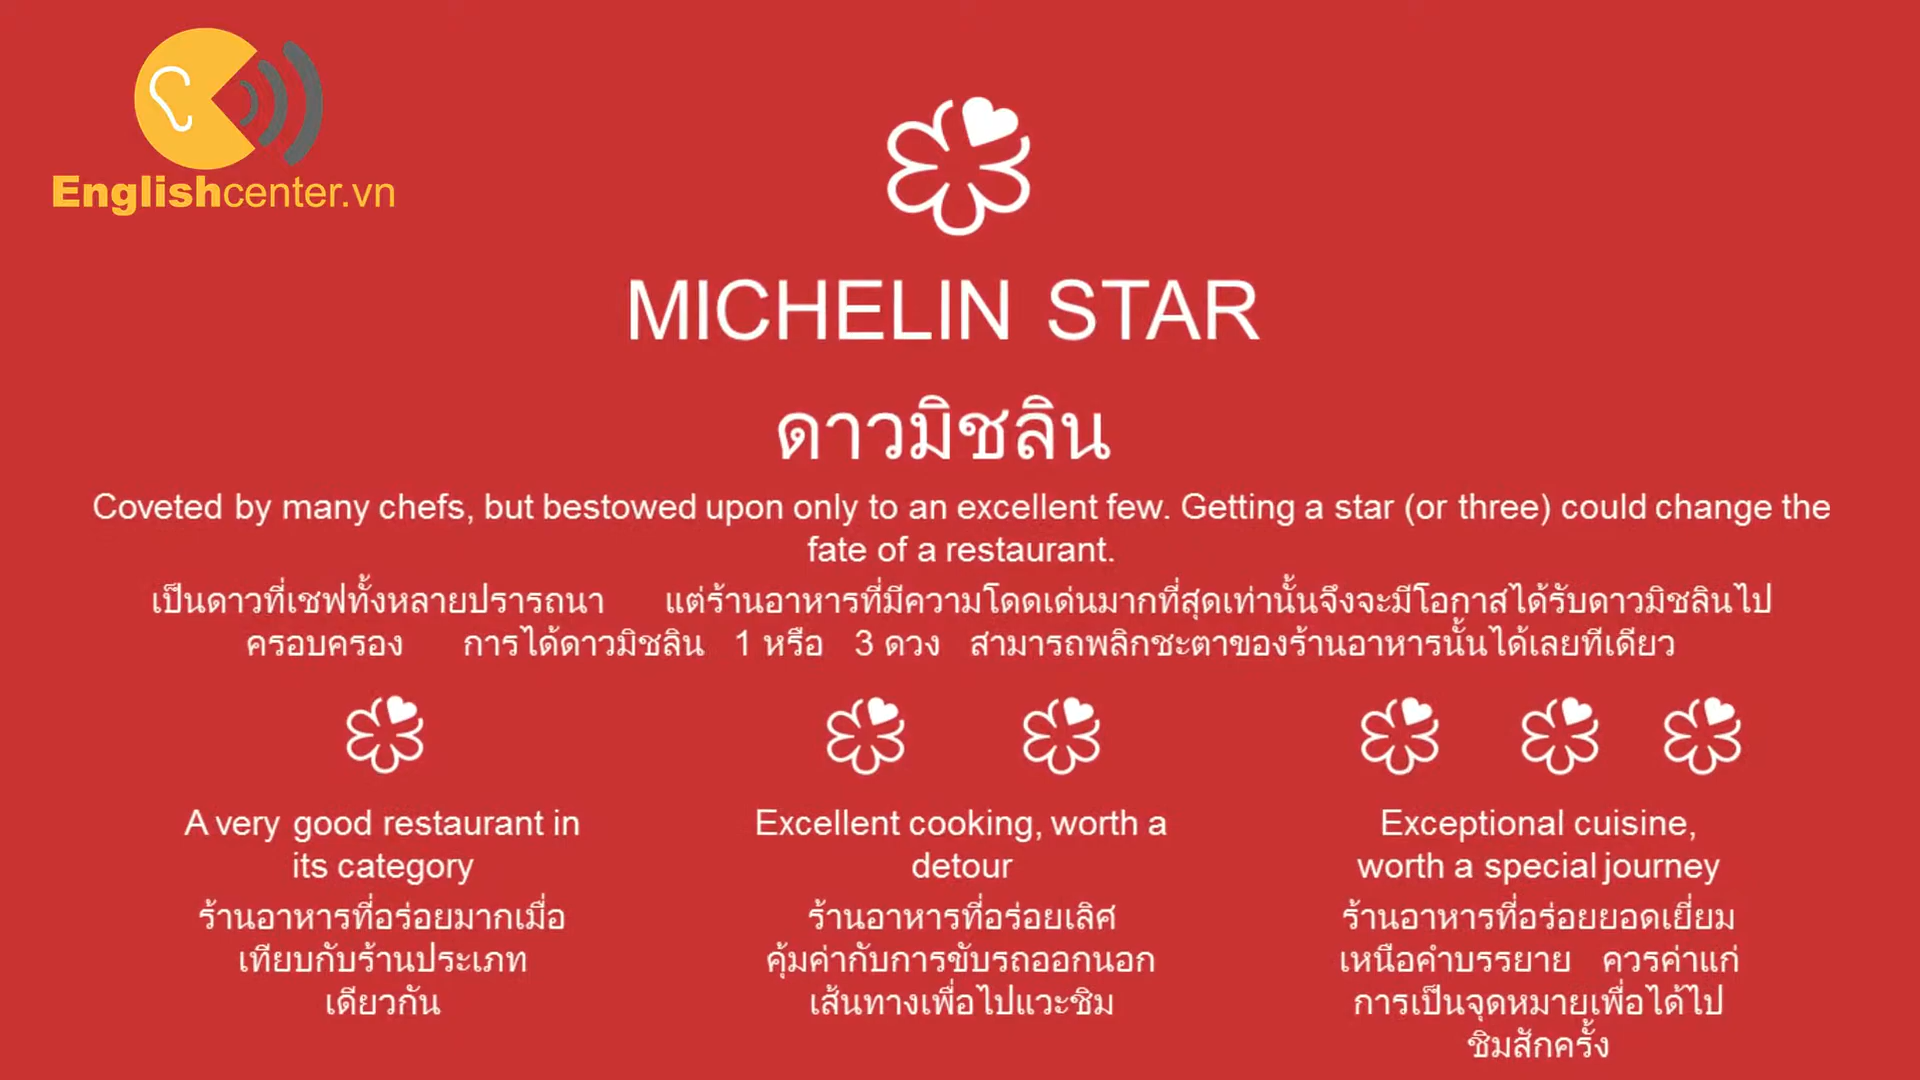 Englishcenter.vn
MICHELIN STAR
ดาวมิชลิน
Coveted by many chefs, but bestowed upon only to an excellent few. Getting a star (or three) could change the
fate of a restaurant.
เป็นดาวที่เชฟทั้งหลายปรารถนา แต่ร้านอาหารที่มีความโดดเด่นมากที่สุดเท่านั้นจึงจะมีโอกาสได้รับดาวมิชลินไป
ครอบครอง การได้ดาวมิชลิน 1 หรือ 3 ดวง สามารถพลิกชะตาของร้านอาหารนั้นได้เลยทีเดียว
A very good restaurant in
its category
ร้านอาหารที่อร่อยมากเมื่อ
เทียบกับร้านประเภท
เดียวกัน
Excellent cooking, worth a
detour
ร้านอาหารที่อร่อยเลิศ
คุ้มค่ากับการขับรถออกนอก
เส้นทางเพื่อไปแวะชิม
Exceptional cuisine,
worth a special journey
ร้านอาหารที่อร่อยยอดเยี่ยม
เหนือคำบรรยาย ควรค่าแก่
การเป็นจุดหมายเพื่อได้ไป
ชิมสักครั้ง